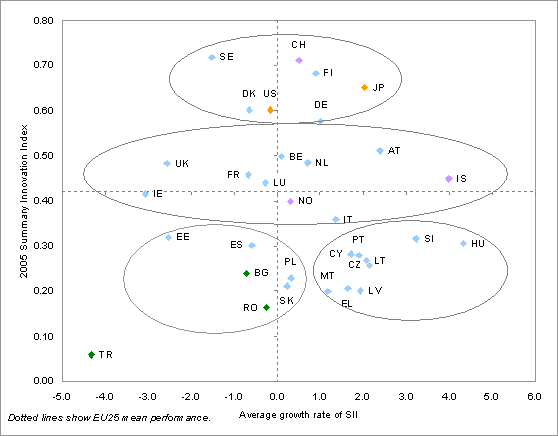 0.80
CH
SE
0.70
FI
JP
DK US
DE
0.60
2005 Summary Innovation Index
0.50
UK
BE
NL
AT
FR
LU
IS
0.40
IE
NO
IT
0.30
EE
ES
PT
SI
HU
CY
LT
CZ
BG
PL
MT
0.20
SK
EL
LV
RO
0.10
TR
0.00
-5.0 -4.0 -3.0 -2.0 -1.0 0.0 1.0 2.0 3.0 4.0 5.0 6.0
Average growth rate of SII
Dotted lines show EU25 mean performance.